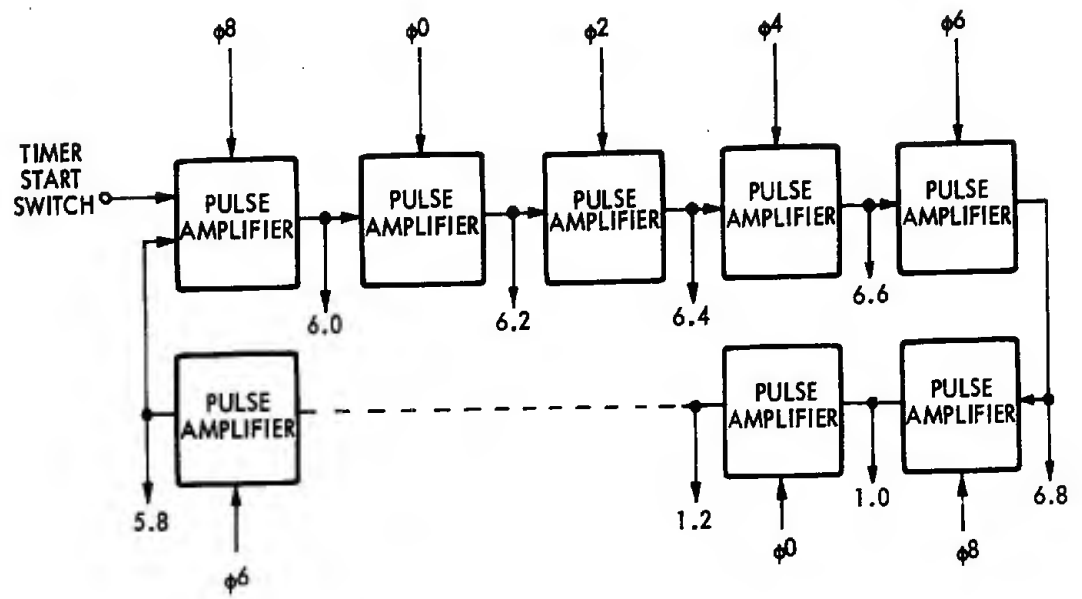 ϕ8 ϕ0 ϕ2 ϕ4 ϕ6
TIMER
START
SWITCH
PULSE
AMPLIFIER
PULSE
AMPLIFIER
PULSE
AMPLIFIER
PULSE
AMPLIFIER
PULSE
AMPLIFIER
6.0
6.2
6.4
6.6
PULSE
AMPLIFIER
PULSE
AMPLIFIER
PULSE
AMPLIFIER
5.8
1.2
1.0
6.8
ϕ6
ϕ0
ϕ8